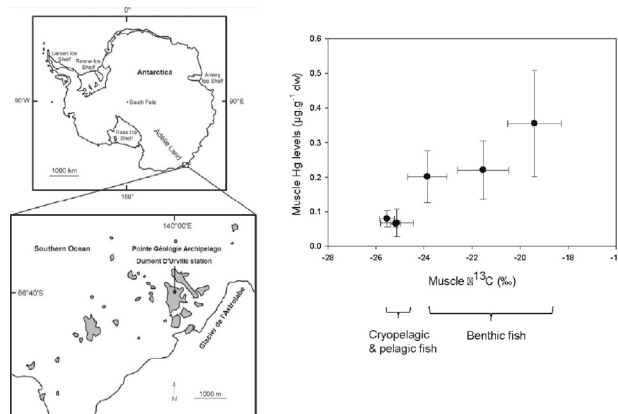 0°
Larsen Ice
Shelf
Ronne Ice
Shelf
Antarctica
Amery
Ice Shelf
90°W
South Pole
90°E
Ross Ice
Shelf
Adélie Land
1000 km
180°
140°00'E
Southern Ocean
Pointe Géologie Archipelago
Dumont D'Urville station
66°40'S
Glacier de l'Astrolabe
N
1000 m
Muscle Hg levels (µg.g⁻¹ dw)
0.6
0.5
0.4
0.3
0.2
0.1
0.0
-28 -26 -24 -22 -20 -18 -16
Muscle ⍰¹³C (‰)
Cryopelagic
& pelagic fish
Benthic fish